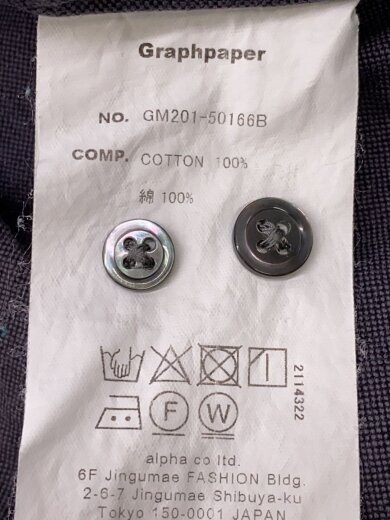 Graphpaper
NO. GM201-50166B
COMP. COTTON 100%
綿 100%
2114322
F W
alpha co ltd.
6F Jingumae FASHION Bldg.
2-6-7 Jingumae Shibuya-ku
Tokyo 150-0001 JAPAN